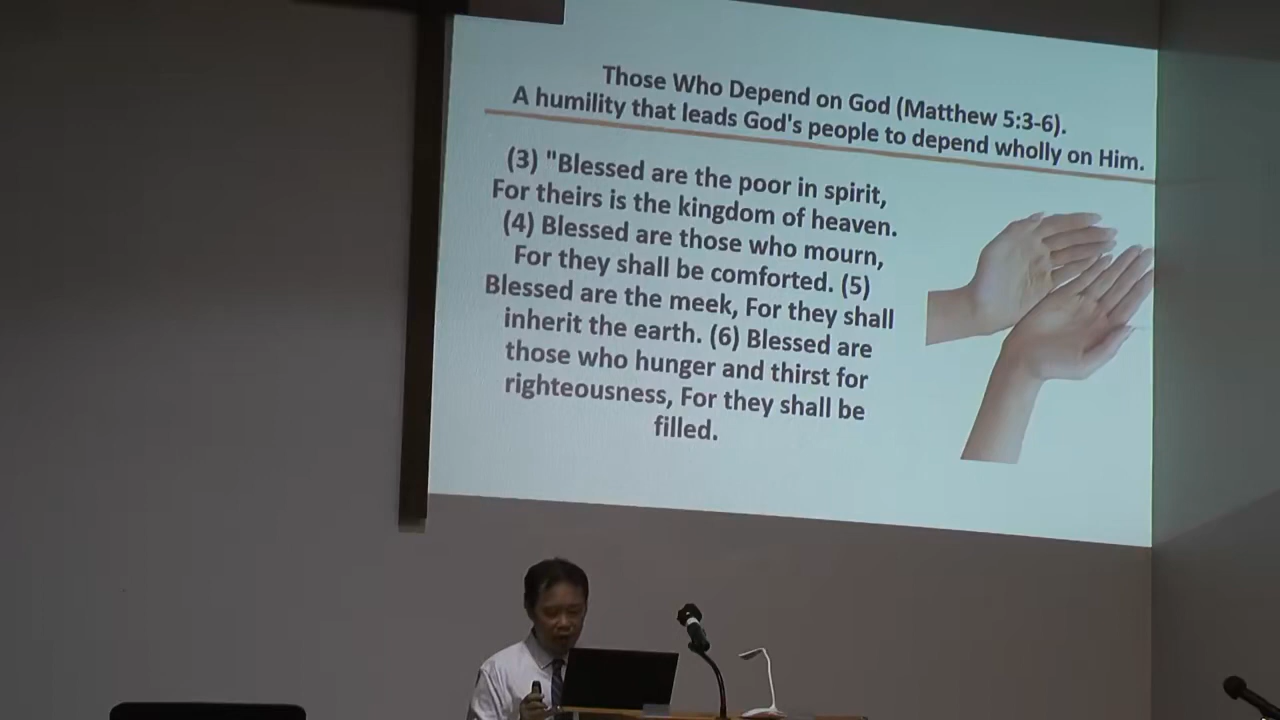 Those Who Depend on God (Matthew 5:3-6).
A humility that leads God's people to depend wholly on Him.
(3) "Blessed are the poor in spirit,
For theirs is the kingdom of heaven.
(4) Blessed are those who mourn,
For they shall be comforted. (5)
Blessed are the meek, For they shall
inherit the earth. (6) Blessed are
those who hunger and thirst for
righteousness, For they shall be
filled.